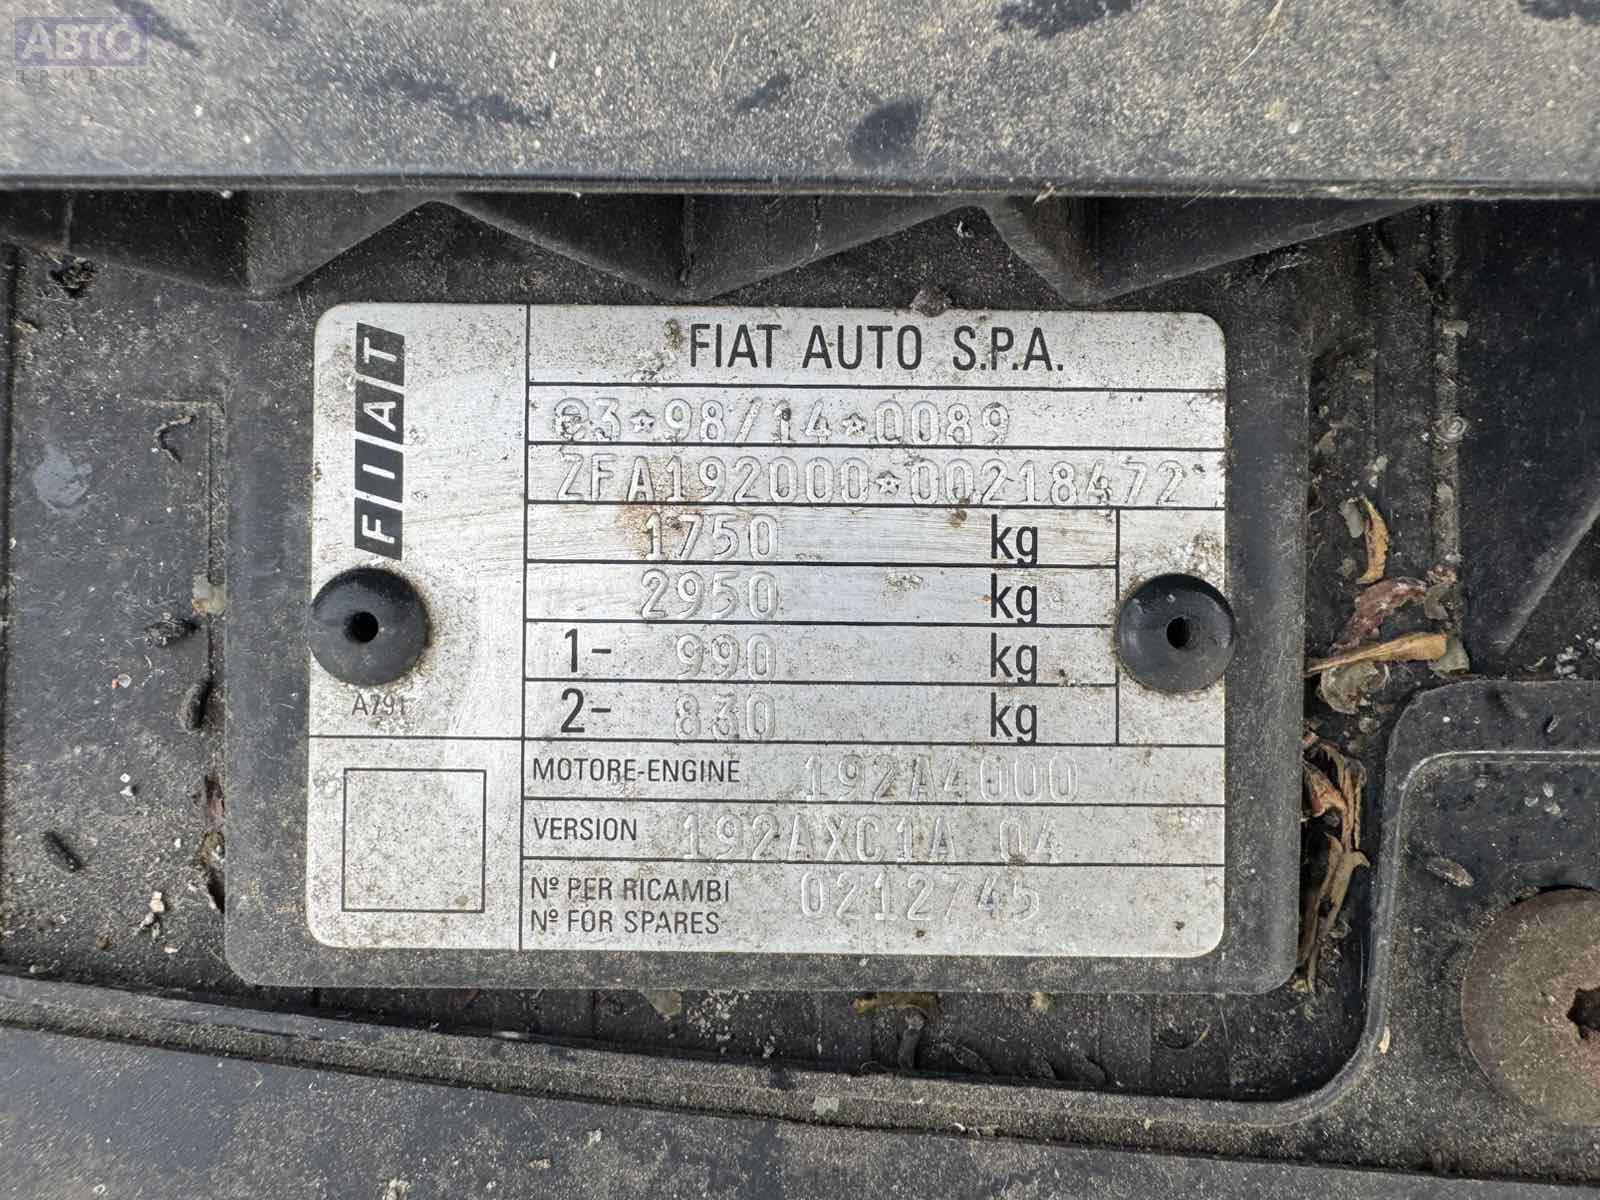 АВТО
ПРИВОЗ
FIAT
FIAT AUTO S.P.A.
e3*98/14*0089
ZFA192000*00218472
1750 kg
2950 kg
1- 990 kg
2- 830 kg
A791
MOTORE-ENGINE 192A4000
VERSION 192AXC1A 04
Nº PER RICAMBI 0212745
Nº FOR SPARES